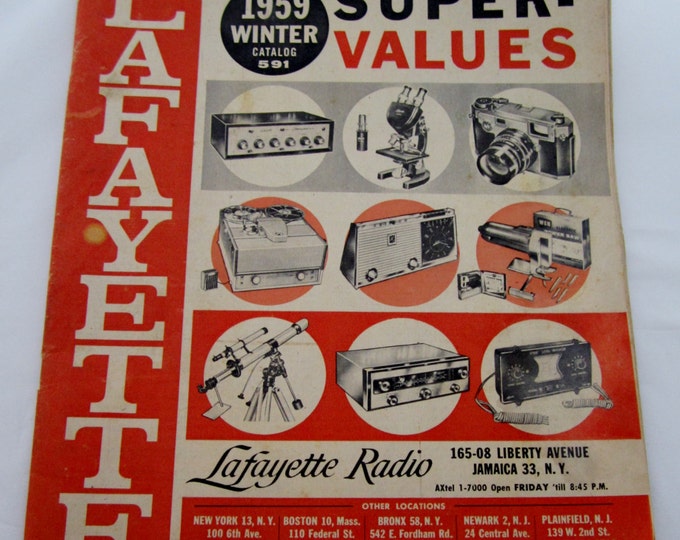 LAFAYETTE
1959
WINTER
CATALOG
591
SUPER-
VALUES
Lafayette Radio
165-08 LIBERTY AVENUE
JAMAICA 33, N. Y.
AXtel 1-7000 Open FRIDAY 'till 8:45 P.M.
OTHER LOCATIONS
NEW YORK 13, N. Y.
100 6th Ave.
BOSTON 10, Mass.
110 Federal St.
BRONX 58, N. Y.
542 E. Fordham Rd.
NEWARK 2, N. J.
24 Central Ave.
PLAINFIELD, N. J.
139 W. 2nd St.